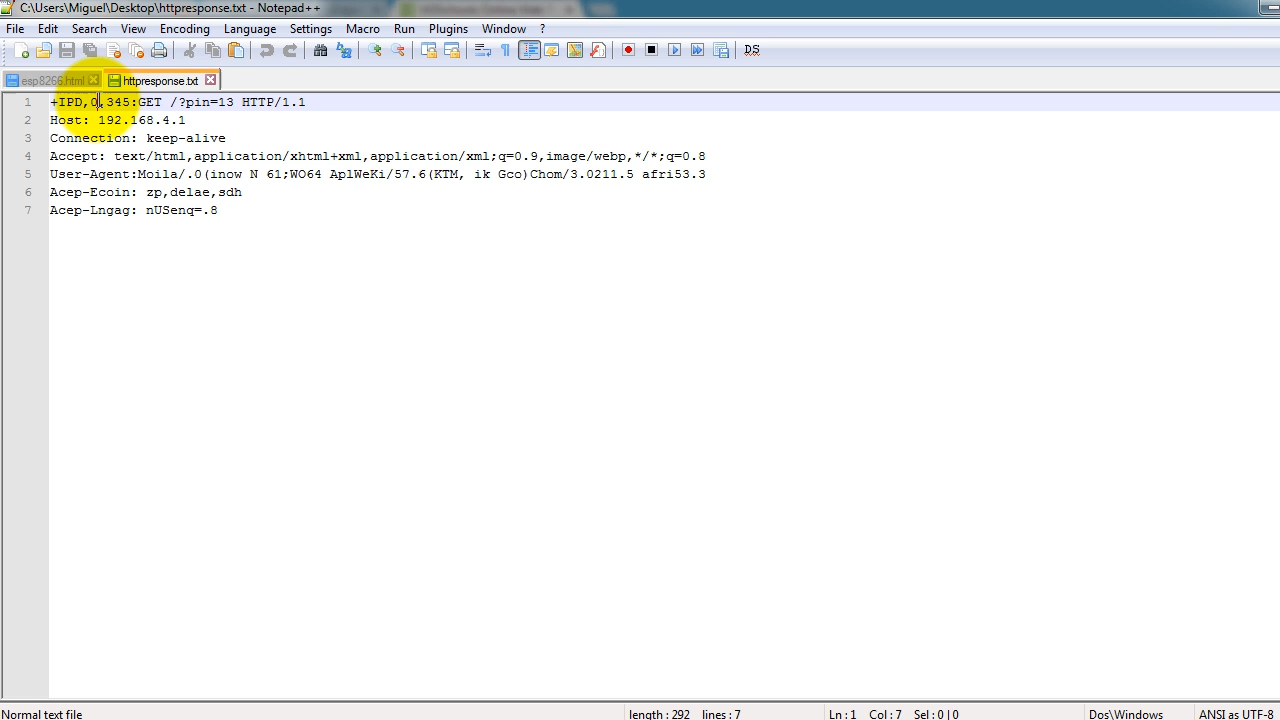 C:\Users\Miguel\Desktop\httpresponse.txt - Notepad++
File Edit Search View Encoding Language Settings Macro Run Plugins Window ?
DS
esp8266.html httpresponse.txt
1 +IPD,0,345:GET /?pin=13 HTTP/1.1
2 Host: 192.168.4.1
3 Connection: keep-alive
4 Accept: text/html,application/xhtml+xml,application/xml;q=0.9,image/webp,*/*;q=0.8
5 User-Agent:Moila/.0(inow N 61;WO64 AplWeKi/57.6(KTM, ik Gco)Chom/3.0211.5 afri53.3
6 Acep-Ecoin: zp,delae,sdh
7 Acep-Lngag: nUSenq=.8
Normal text file length : 292 lines : 7 Ln : 1 Col : 7 Sel : 0 | 0 Dos\Windows ANSI as UTF-8